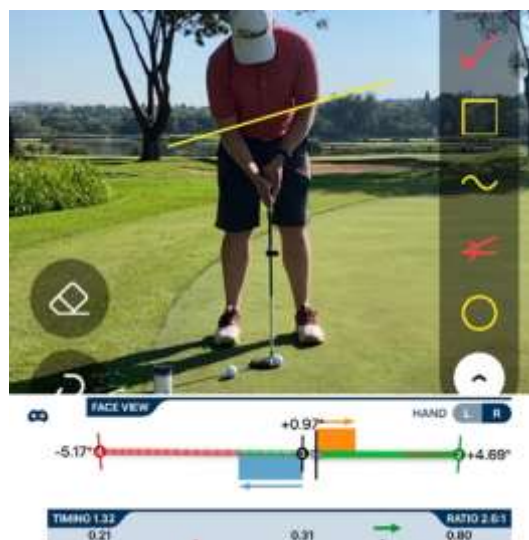 Titleist
FACE VIEW
HAND L R
+0.97°
-5.17°
+4.69°
TIMING 1.32
RATIO 2.6:1
0.21 0.31 0.80